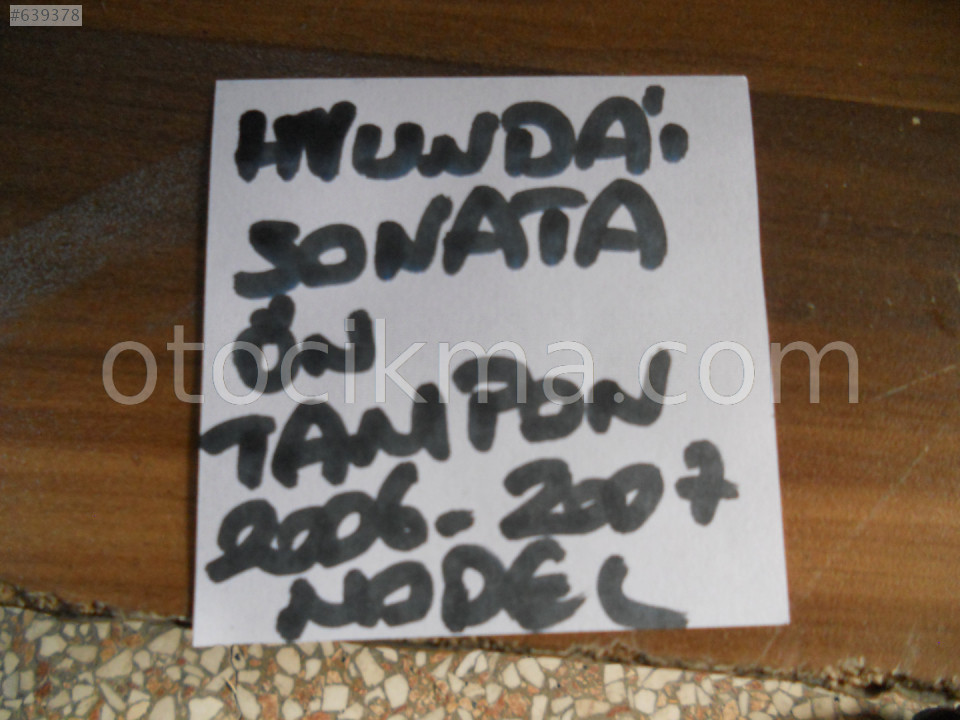 #639378
HYUNDAİ
SONATA
ÖN
otocikma.com
TAMPON
2006-2007
MODEL